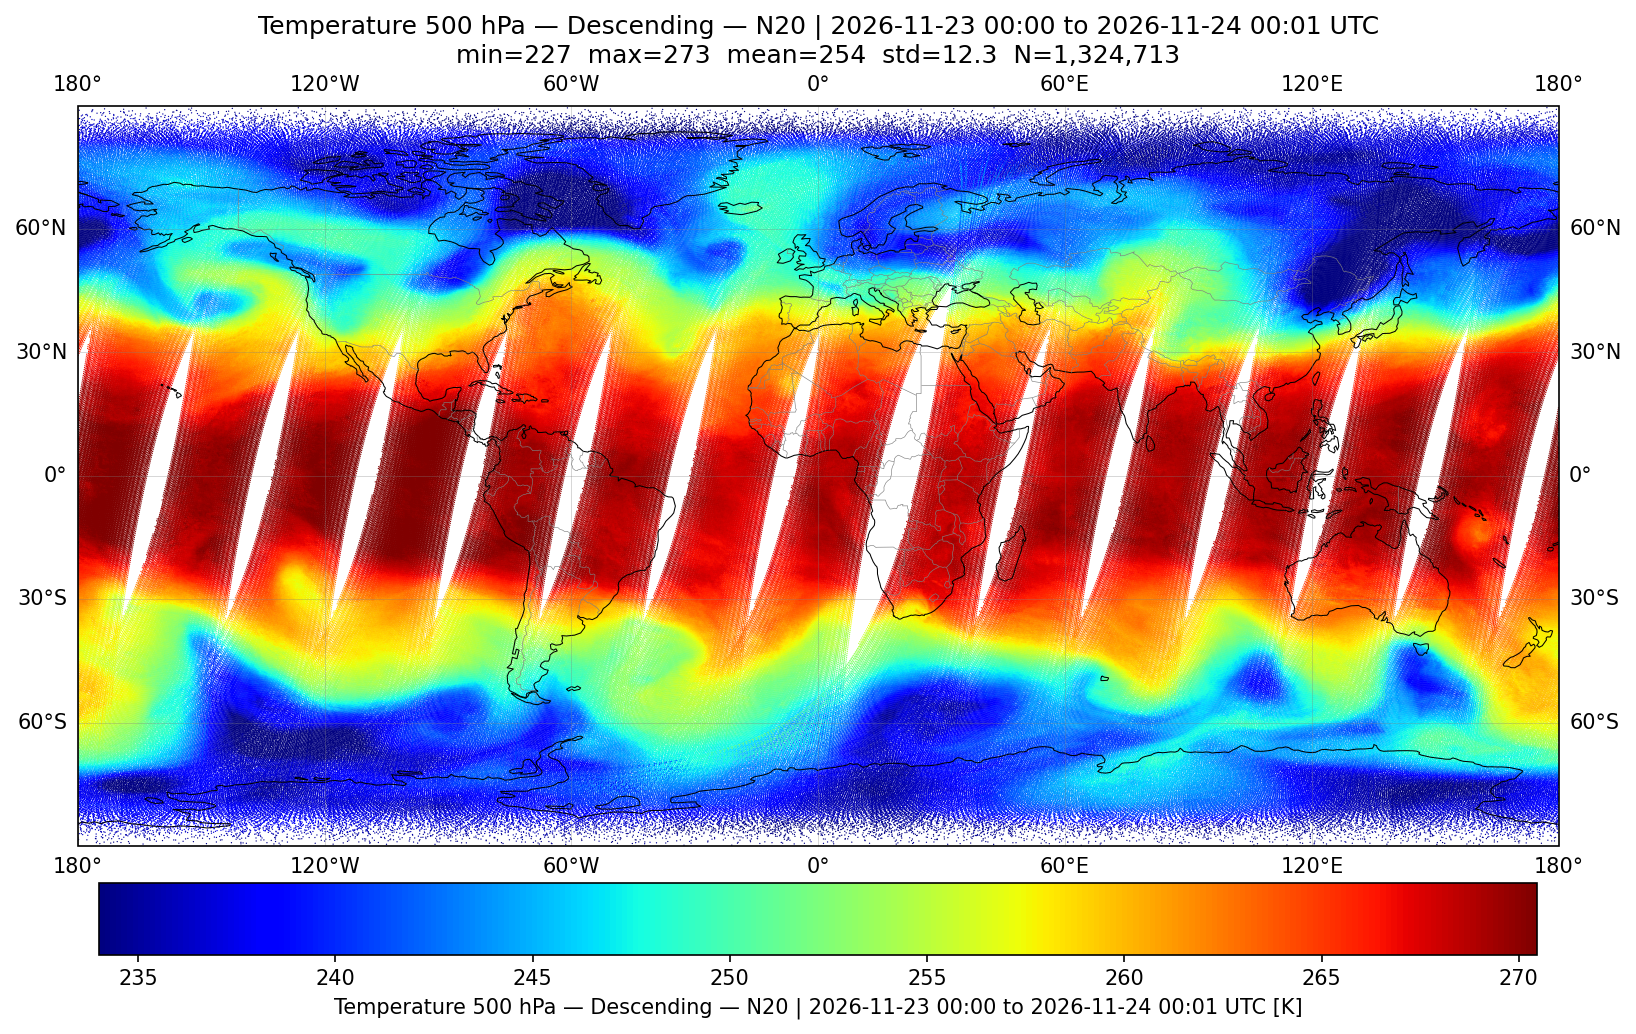 Temperature 500 hPa — Descending — N20 | 2026-11-23 00:00 to 2026-11-24 00:01 UTC
min=227 max=273 mean=254 std=12.3 N=1,324,713
180° 120°W 60°W 0° 60°E 120°E 180°
60°N 60°N
30°N 30°N
0° 0°
30°S 30°S
60°S 60°S
180° 120°W 60°W 0° 60°E 120°E 180°
235 240 245 250 255 260 265 270
Temperature 500 hPa — Descending — N20 | 2026-11-23 00:00 to 2026-11-24 00:01 UTC [K]